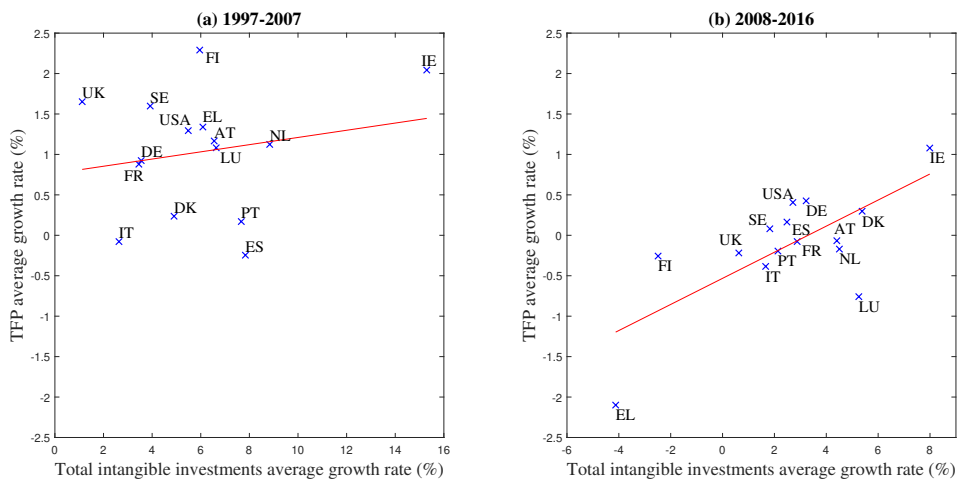 (a) 1997-2007
TFP average growth rate (%)
2.5
2
1.5
1
0.5
0
-0.5
-1
-1.5
-2
-2.5
FI
IE
UK
SE
USA
EL
AT
NL
DE
LU
FR
DK
PT
IT
ES
0 2 4 6 8 10 12 14 16
Total intangible investments average growth rate (%)
(b) 2008-2016
TFP average growth rate (%)
2.5
2
1.5
1
0.5
0
-0.5
-1
-1.5
-2
-2.5
IE
USA
DE
SE
ES
DK
AT
UK
FR
FI
PT
NL
IT
LU
EL
-6 -4 -2 0 2 4 6 8
Total intangible investments average growth rate (%)